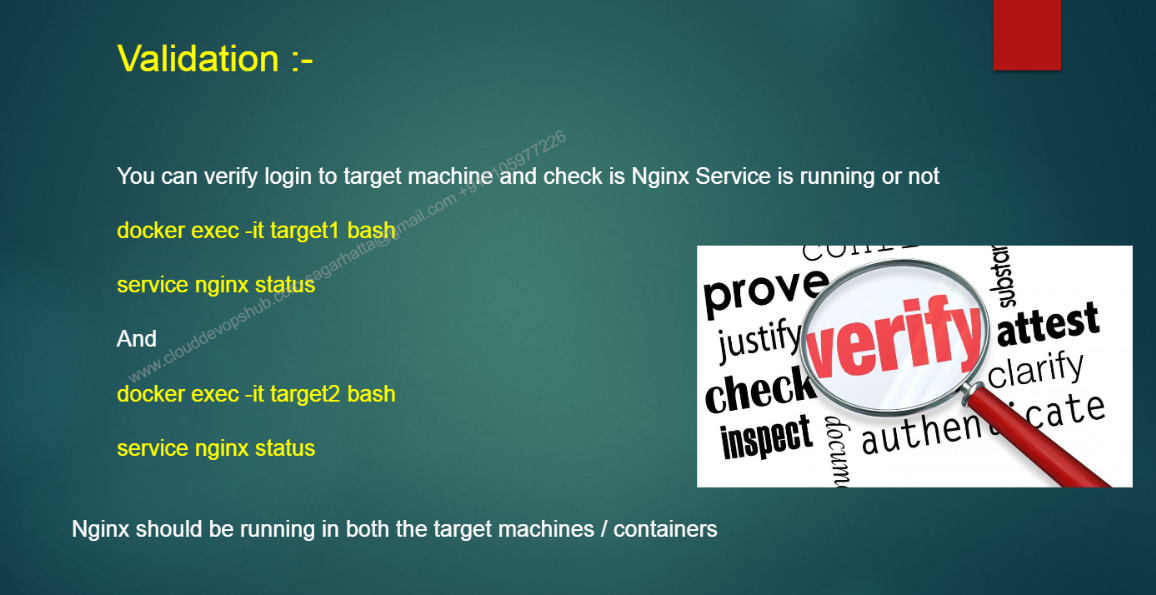 Validation :-
You can verify login to target machine and check is Nginx Service is running or not
docker exec -it target1 bash
service nginx status
And
docker exec -it target2 bash
service nginx status
Nginx should be running in both the target machines / containers
prove
justify
verify
attest
check
clarify
inspect
authenticate